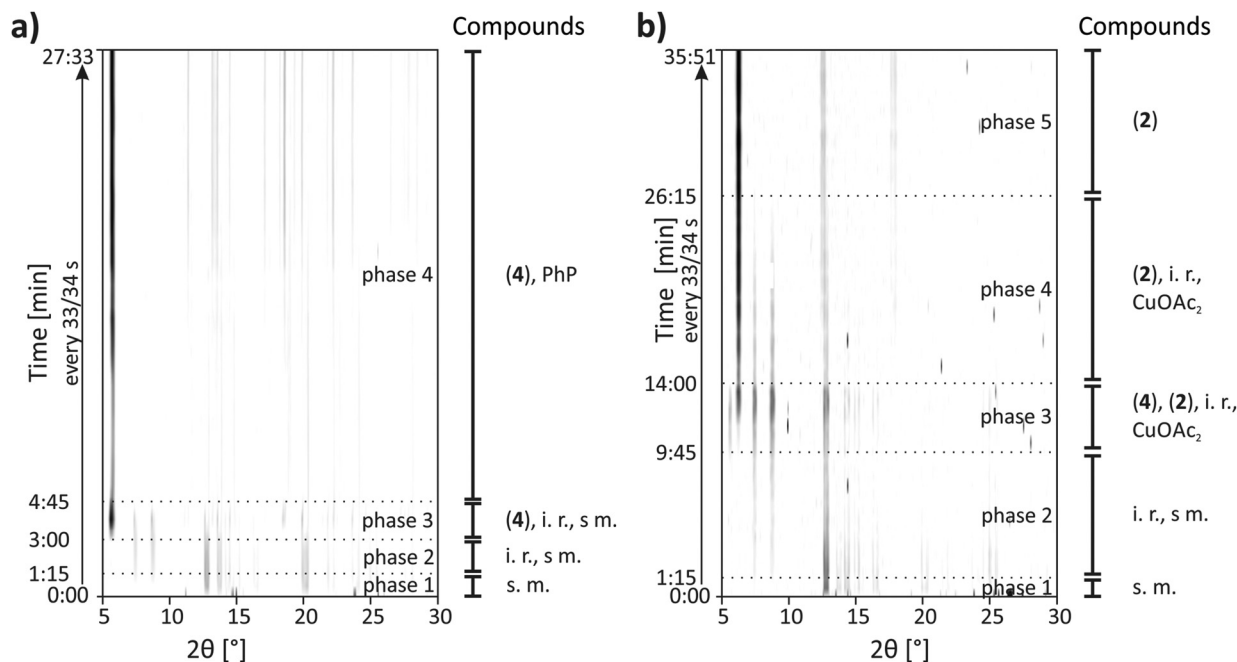 a)
Compounds
27:33
Time [min]
every 33/34 s
phase 4
(4), PhP
4:45
phase 3
(4), i. r., s m.
3:00
phase 2
i. r., s m.
1:15
phase 1
s. m.
0:00
5 10 15 20 25 30
2θ [°]
b)
Compounds
35:51
Time [min]
every 33/34 s
phase 5
(2)
26:15
phase 4
(2), i. r.,
CuOAc₂
14:00
phase 3
(4), (2), i. r.,
CuOAc₂
9:45
phase 2
i. r., s m.
1:15
phase 1
s. m.
0:00
5 10 15 20 25 30
2θ [°]